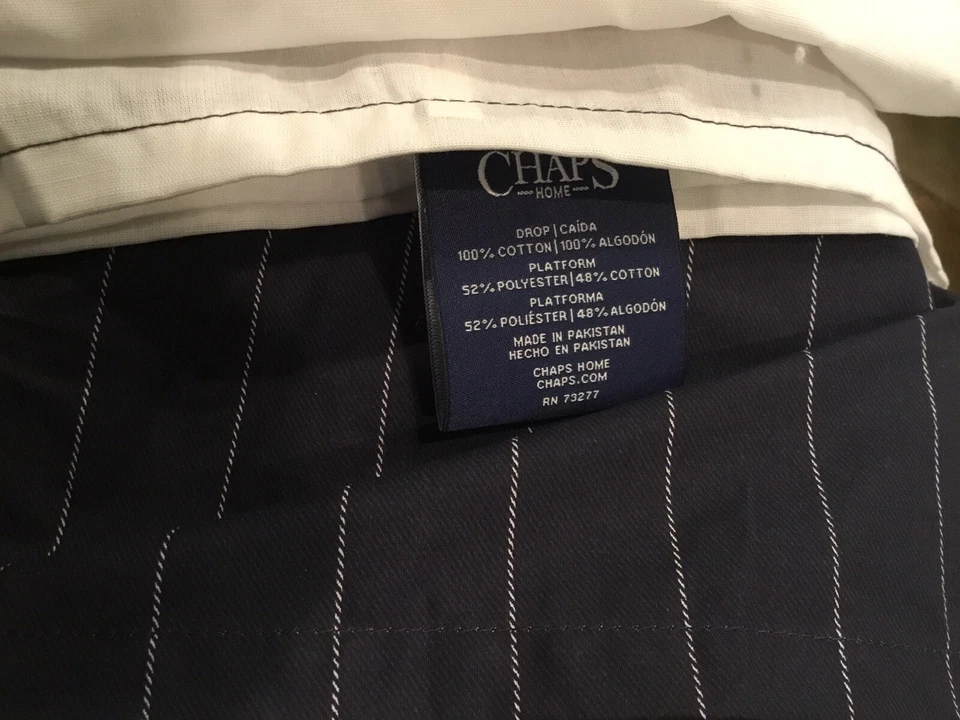 CHAPS
HOME
DROP | CAÍDA
100% COTTON | 100% ALGODÓN
PLATFORM
52% POLYESTER | 48% COTTON
PLATFORMA
52% POLIÉSTER | 48% ALGODÓN
MADE IN PAKISTAN
HECHO EN PAKISTAN
CHAPS HOME
CHAPS.COM
RN 73277